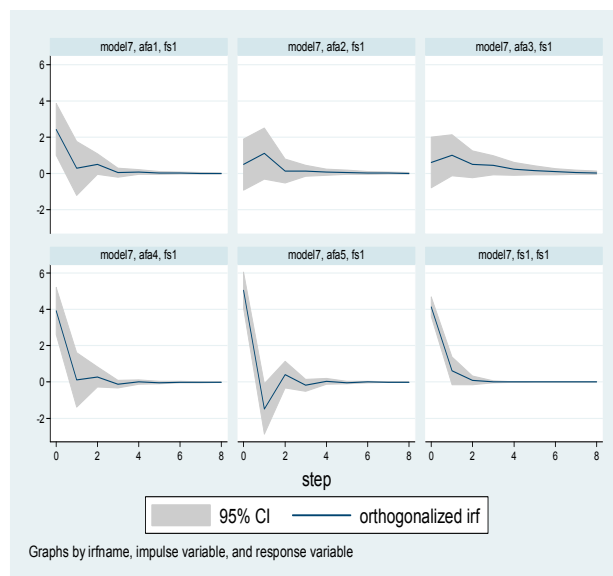 model7, afa1, fs1 model7, afa2, fs1 model7, afa3, fs1
6
4
2
0
-2
model7, afa4, fs1 model7, afa5, fs1 model7, fs1, fs1
6
4
2
0
-2
0 2 4 6 8 0 2 4 6 8 0 2 4 6 8
step
95% CI orthogonalized irf
Graphs by irfname, impulse variable, and response variable